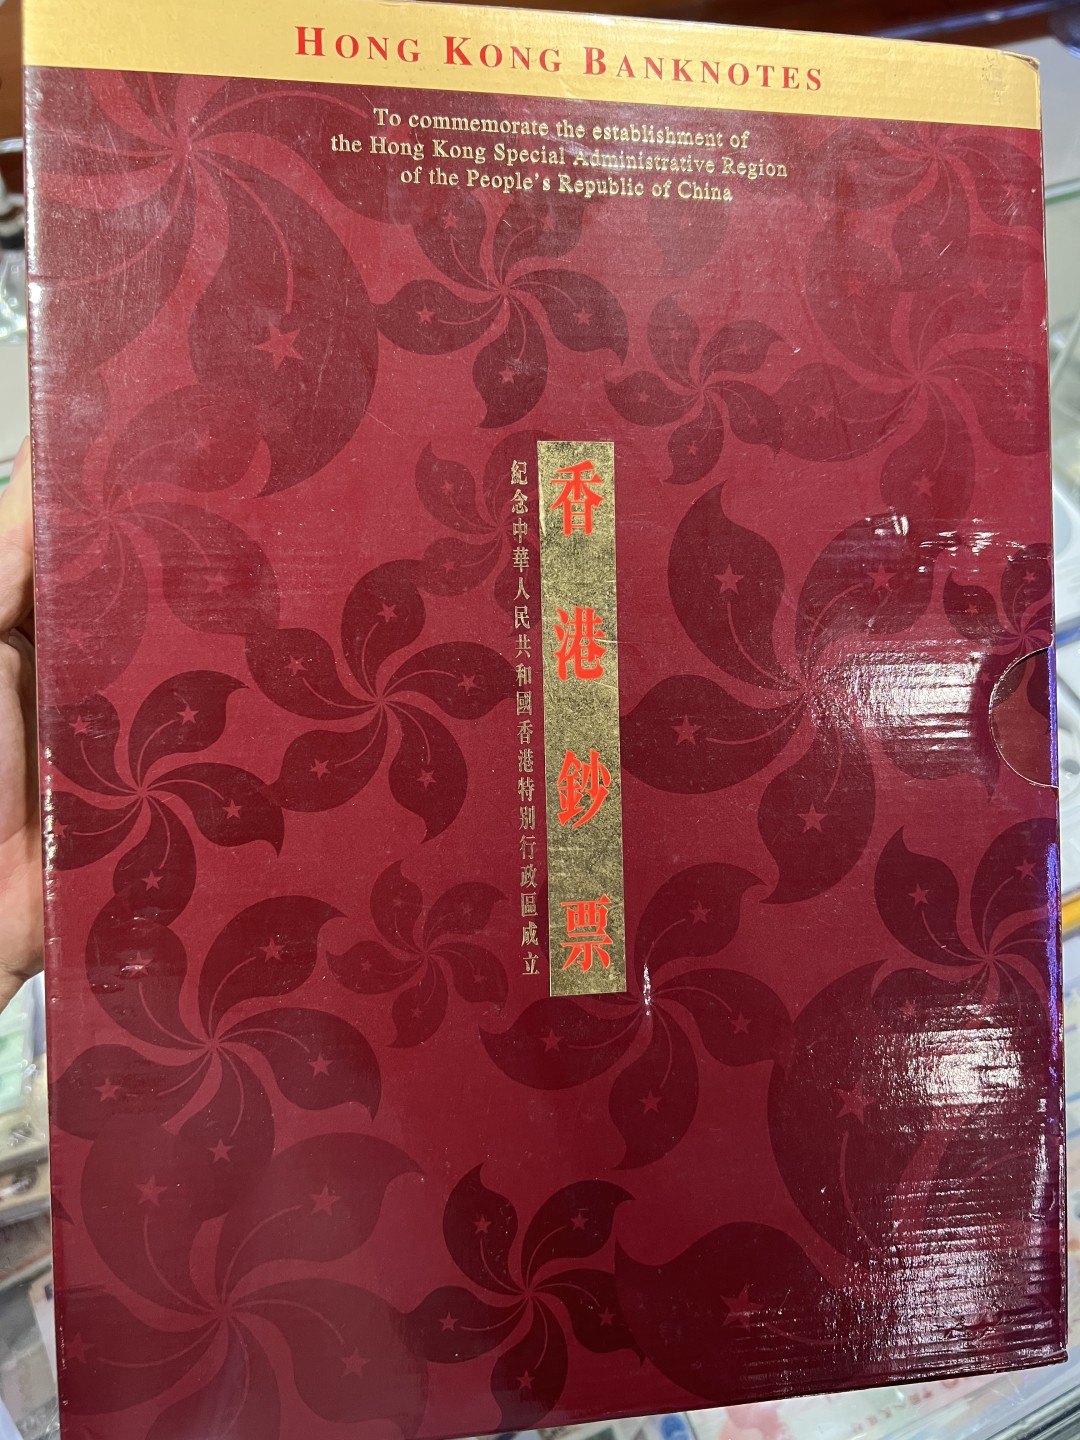 HONG KONG BANKNOTES
To commemorate the establishment of
the Hong Kong Special Administrative Region
of the People's Republic of China
香港鈔票
紀念中華人民共和國香港特別行政區成立